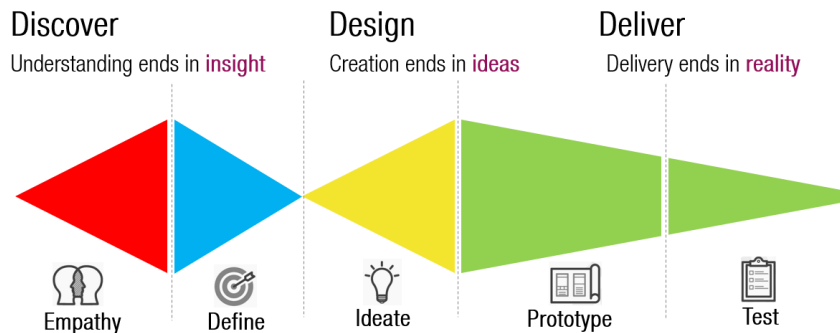 Discover
Understanding ends in insight
Design
Creation ends in ideas
Deliver
Delivery ends in reality
Empathy
Define
Ideate
Prototype
Test